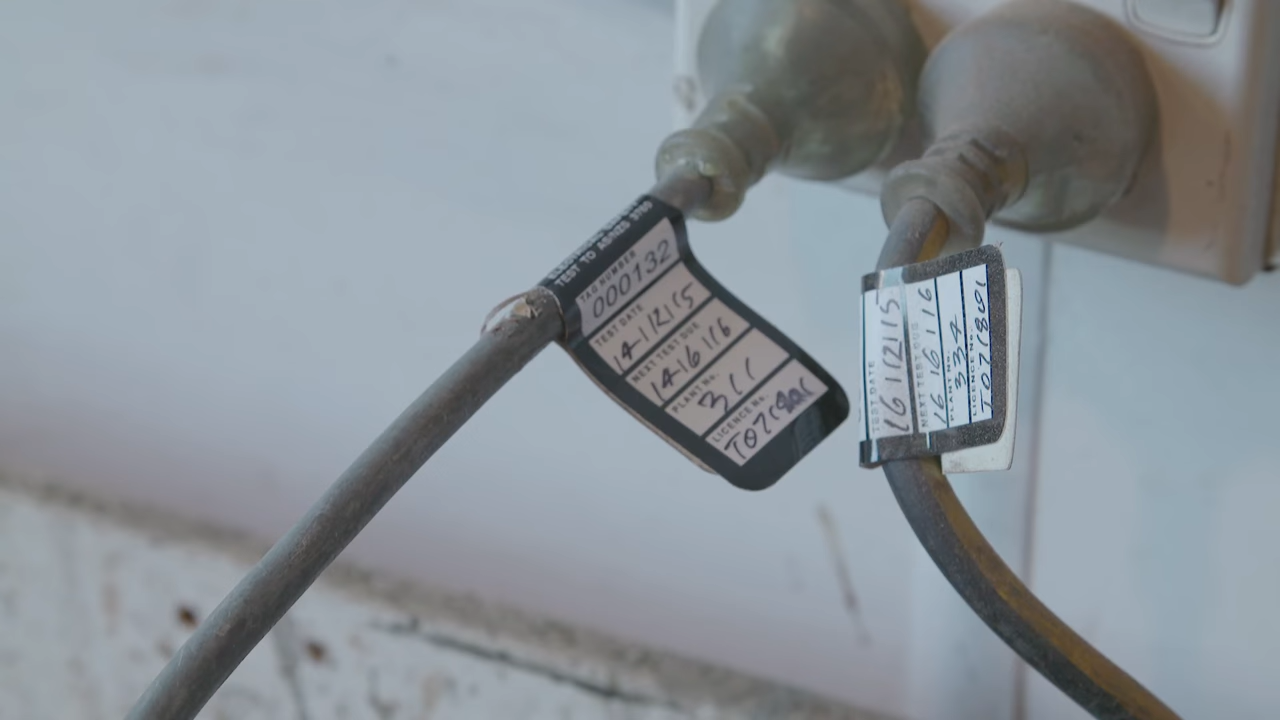 TEST TO AS/NZS 3760
TAG NUMBER
000132
TEST DATE
14/12/15
NEXT TEST DUE
14/6/16
PLANT No.
311
LICENCE No.
TEST DATE
16/12/15
NEXT TEST DUE
16/6/16
PLANT No.
334
LICENCE No.